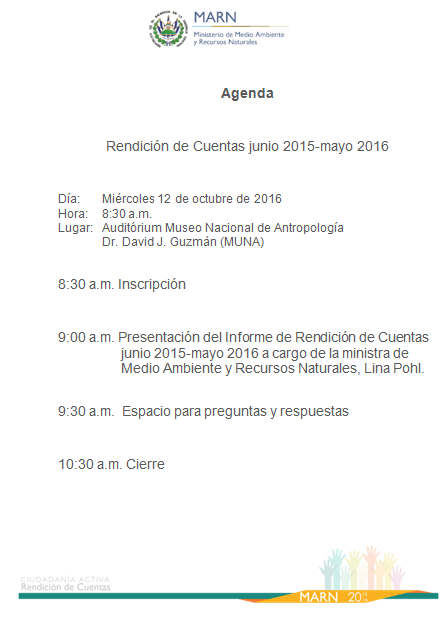 MARN
Ministerio de Medio Ambiente
y Recursos Naturales
Agenda
Rendición de Cuentas junio 2015-mayo 2016
Día: Miércoles 12 de octubre de 2016
Hora: 8:30 a.m.
Lugar: Auditórium Museo Nacional de Antropología
Dr. David J. Guzmán (MUNA)
8:30 a.m. Inscripción
9:00 a.m. Presentación del Informe de Rendición de Cuentas
junio 2015-mayo 2016 a cargo de la ministra de
Medio Ambiente y Recursos Naturales, Lina Pohl.
9:30 a.m. Espacio para preguntas y respuestas
10:30 a.m. Cierre
CIUDADANÍA ACTIVA
Rendición de Cuentas
MARN 20